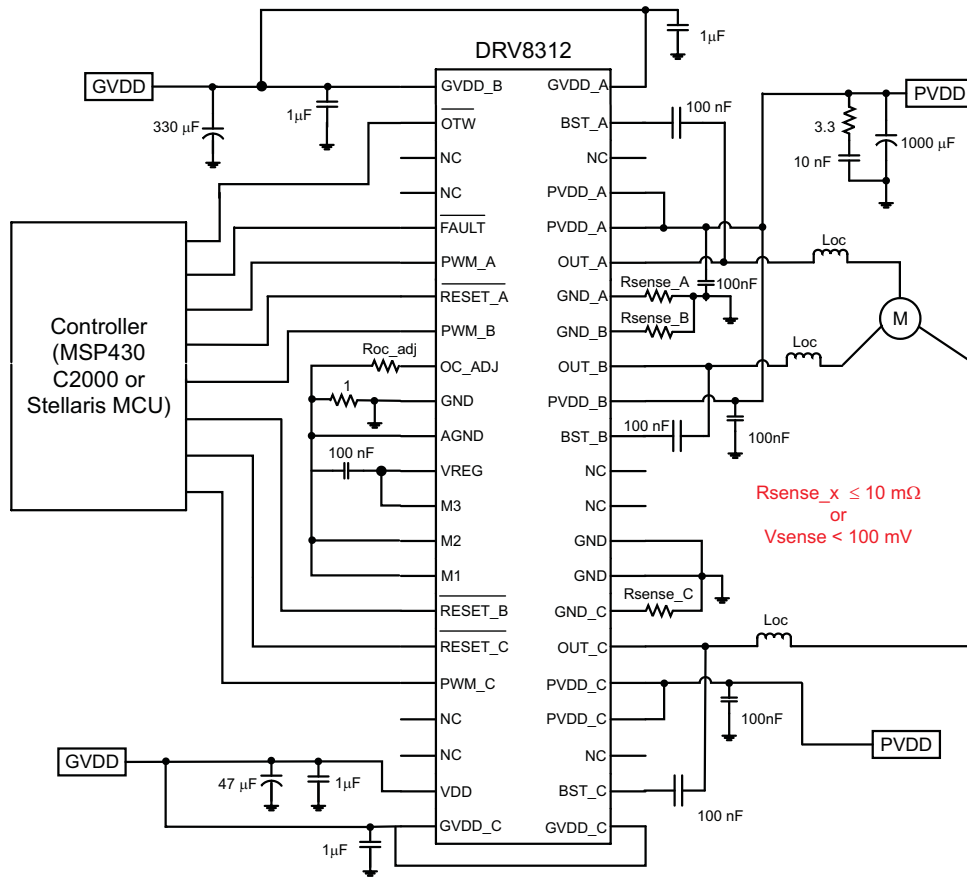 1μF
DRV8312
GVDD
GVDD_B
GVDD_A
PVDD
330 μF
1μF
100 nF
OTW
BST_A
3.3
1000 μF
10 nF
NC
NC
NC
PVDD_A
FAULT
PVDD_A
Loc
PWM_A
OUT_A
100nF
Rsense_A
RESET_A
GND_A
Controller
(MSP430
C2000 or
Stellaris MCU)
Rsense_B
M
PWM_B
GND_B
Roc_adj
Loc
OC_ADJ
OUT_B
1
GND
PVDD_B
100 nF
100nF
AGND
BST_B
100 nF
VREG
NC
Rsense_x ≤ 10 mΩ
or
Vsense < 100 mV
M3
NC
M2
GND
M1
GND
Rsense_C
RESET_B
GND_C
Loc
RESET_C
OUT_C
PWM_C
PVDD_C
100nF
NC
PVDD_C
PVDD
GVDD
NC
NC
47 μF
1μF
VDD
BST_C
100 nF
GVDD_C
GVDD_C
1μF